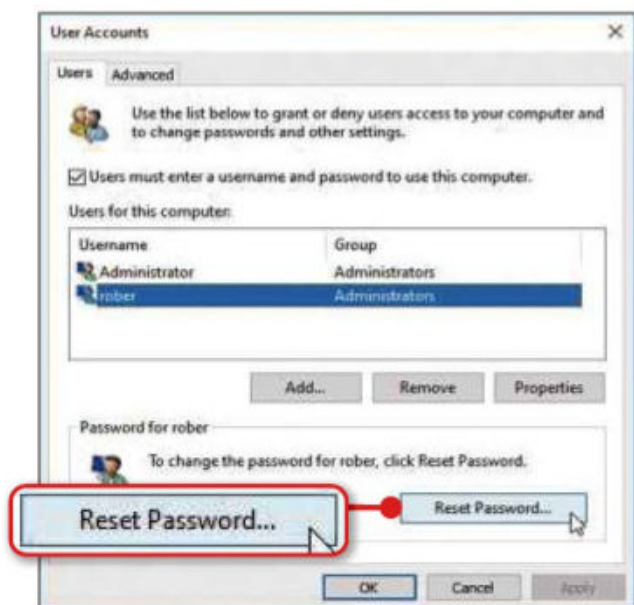 User Accounts
Users Advanced
Use the list below to grant or deny users access to your computer and
to change passwords and other settings.
Users must enter a username and password to use this computer.
Users for this computer:
Username Group
Administrator Administrators
rober Administrators
Add... Remove Properties
Password for rober
To change the password for rober, click Reset Password.
Reset Password... Reset Password...
OK Cancel Apply